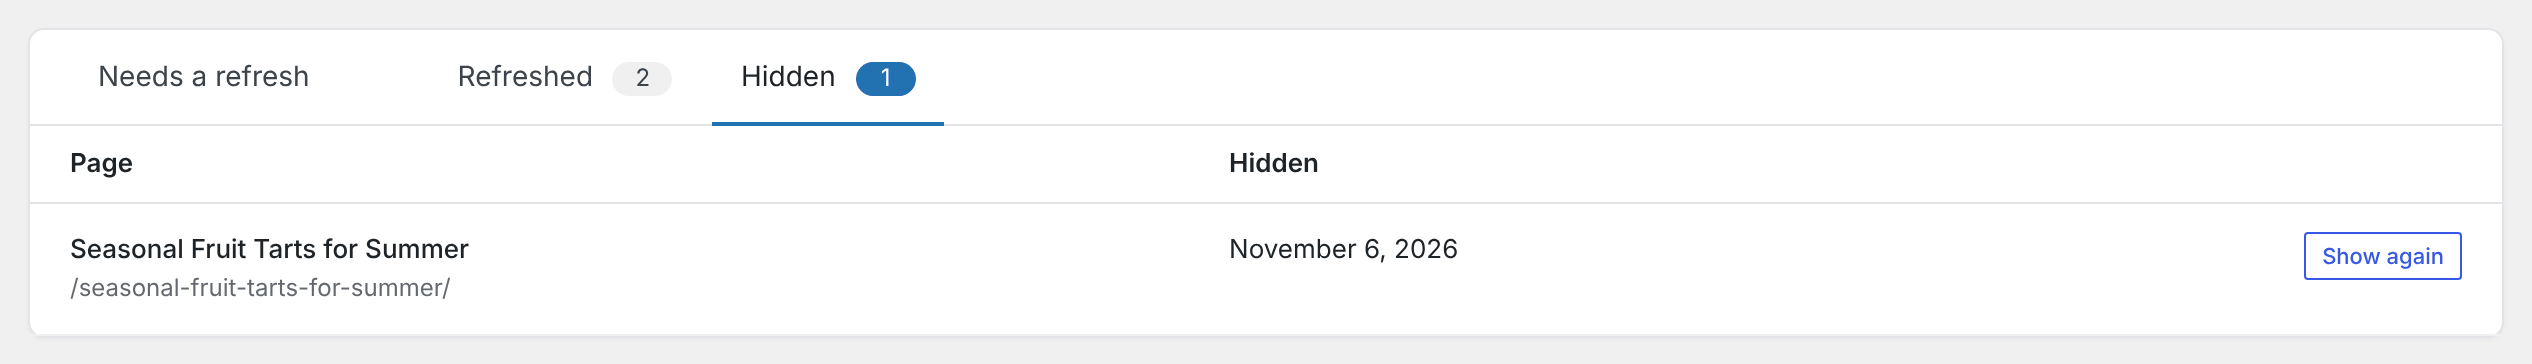 Needs a refresh Refreshed 2 Hidden 1
Page Hidden
Seasonal Fruit Tarts for Summer November 6, 2026 Show again
/seasonal-fruit-tarts-for-summer/